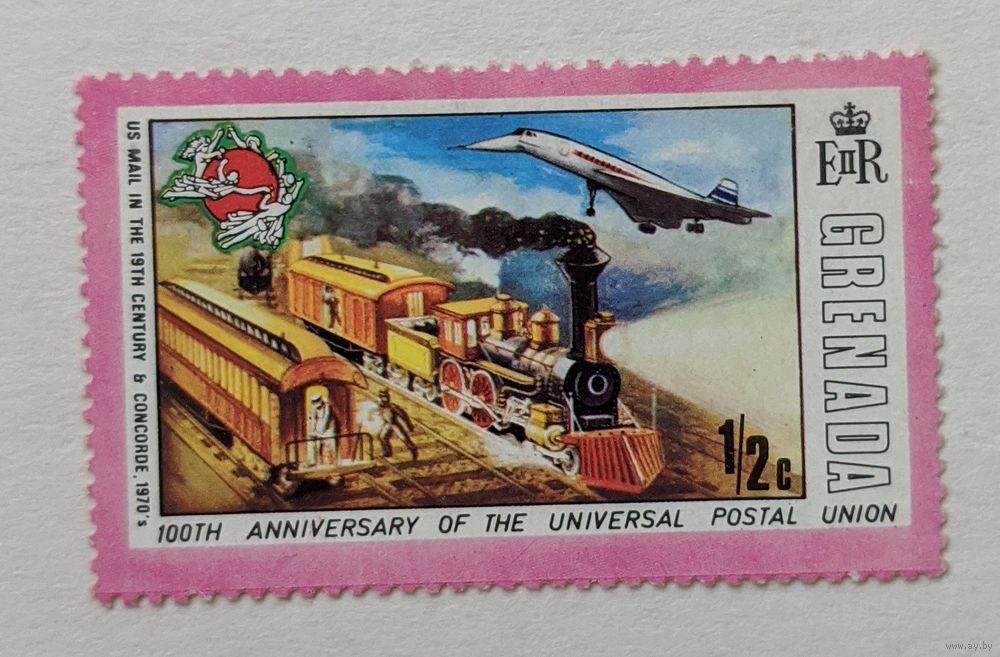 US MAIL IN THE 19TH CENTURY & CONCORDE, 1970's
EIIR
GRENADA
1/2c
100TH ANNIVERSARY OF THE UNIVERSAL POSTAL UNION
www.ay.by